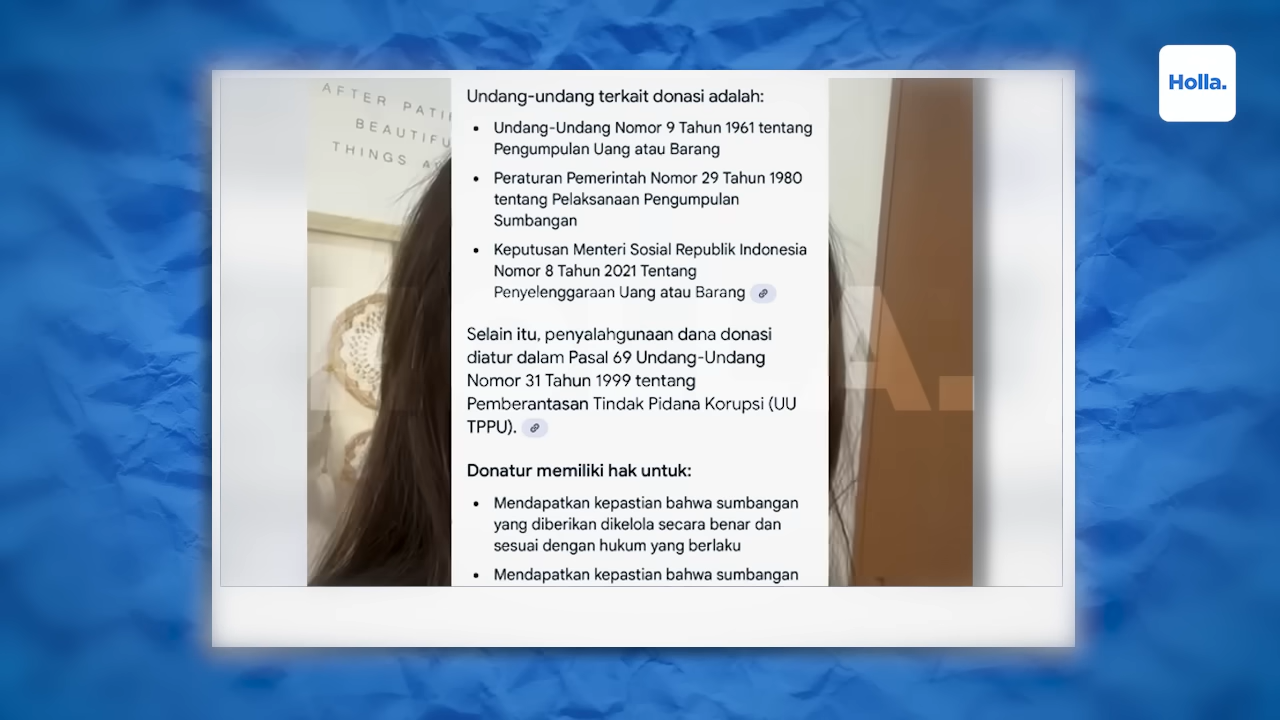 Holla.
AFTER
BEAUTIFU
THINGS
Undang-undang terkait donasi adalah:
• Undang-Undang Nomor 9 Tahun 1961 tentang
Pengumpulan Uang atau Barang
• Peraturan Pemerintah Nomor 29 Tahun 1980
tentang Pelaksanaan Pengumpulan
Sumbangan
• Keputusan Menteri Sosial Republik Indonesia
Nomor 8 Tahun 2021 Tentang
Penyelenggaraan Uang atau Barang
Selain itu, penyalahgunaan dana donasi
diatur dalam Pasal 69 Undang-Undang
Nomor 31 Tahun 1999 tentang
Pemberantasan Tindak Pidana Korupsi (UU
TPPU).
Donatur memiliki hak untuk:
• Mendapatkan kepastian bahwa sumbangan
yang diberikan dikelola secara benar dan
sesuai dengan hukum yang berlaku
• Mendapatkan kepastian bahwa sumbangan